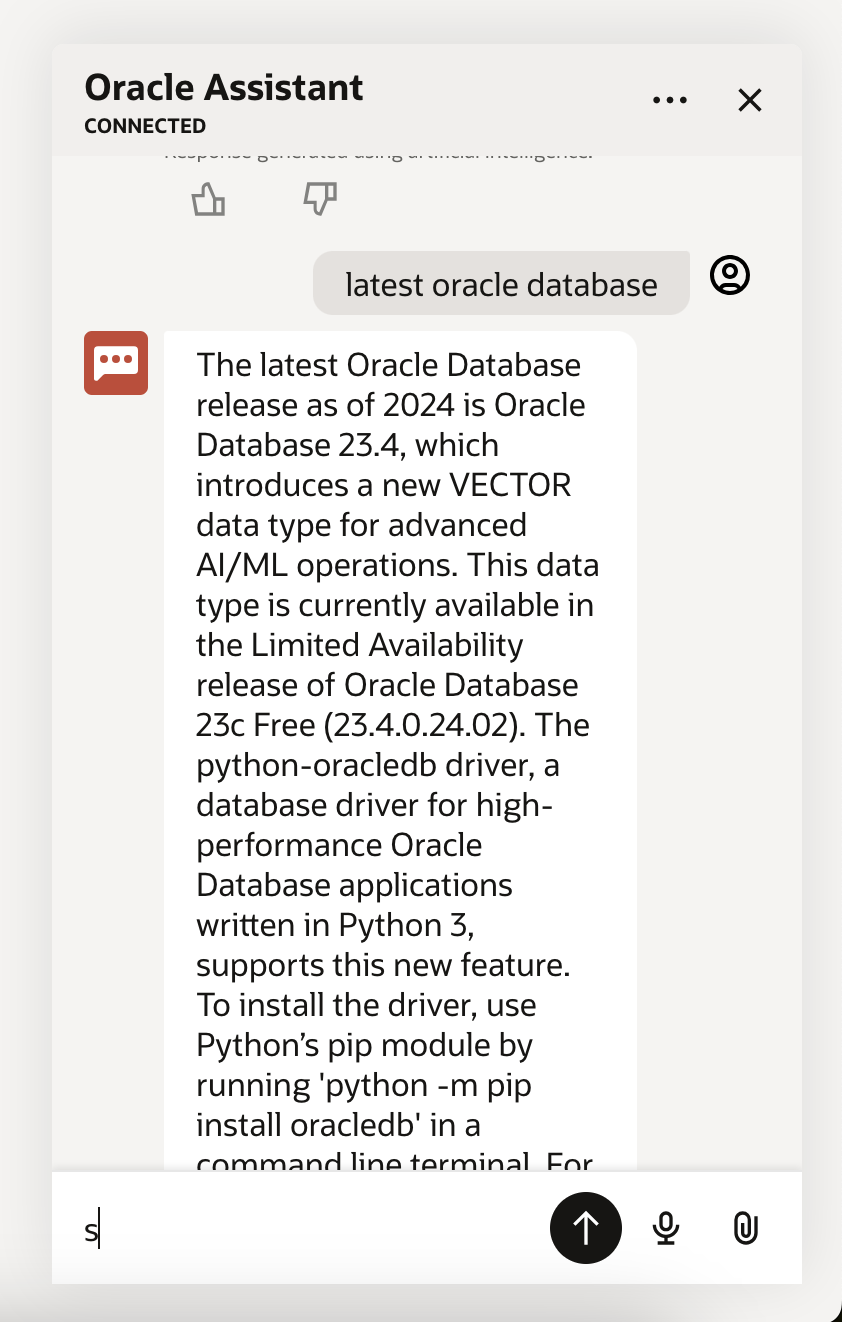 Oracle Assistant
CONNECTED
Response generated using artificial intelligence.
latest oracle database
The latest Oracle Database
release as of 2024 is Oracle
Database 23.4, which
introduces a new VECTOR
data type for advanced
AI/ML operations. This data
type is currently available in
the Limited Availability
release of Oracle Database
23c Free (23.4.0.24.02). The
python-oracledb driver, a
database driver for high-
performance Oracle
Database applications
written in Python 3,
supports this new feature.
To install the driver, use
Python’s pip module by
running 'python -m pip
install oracledb' in a
command line terminal. For
s